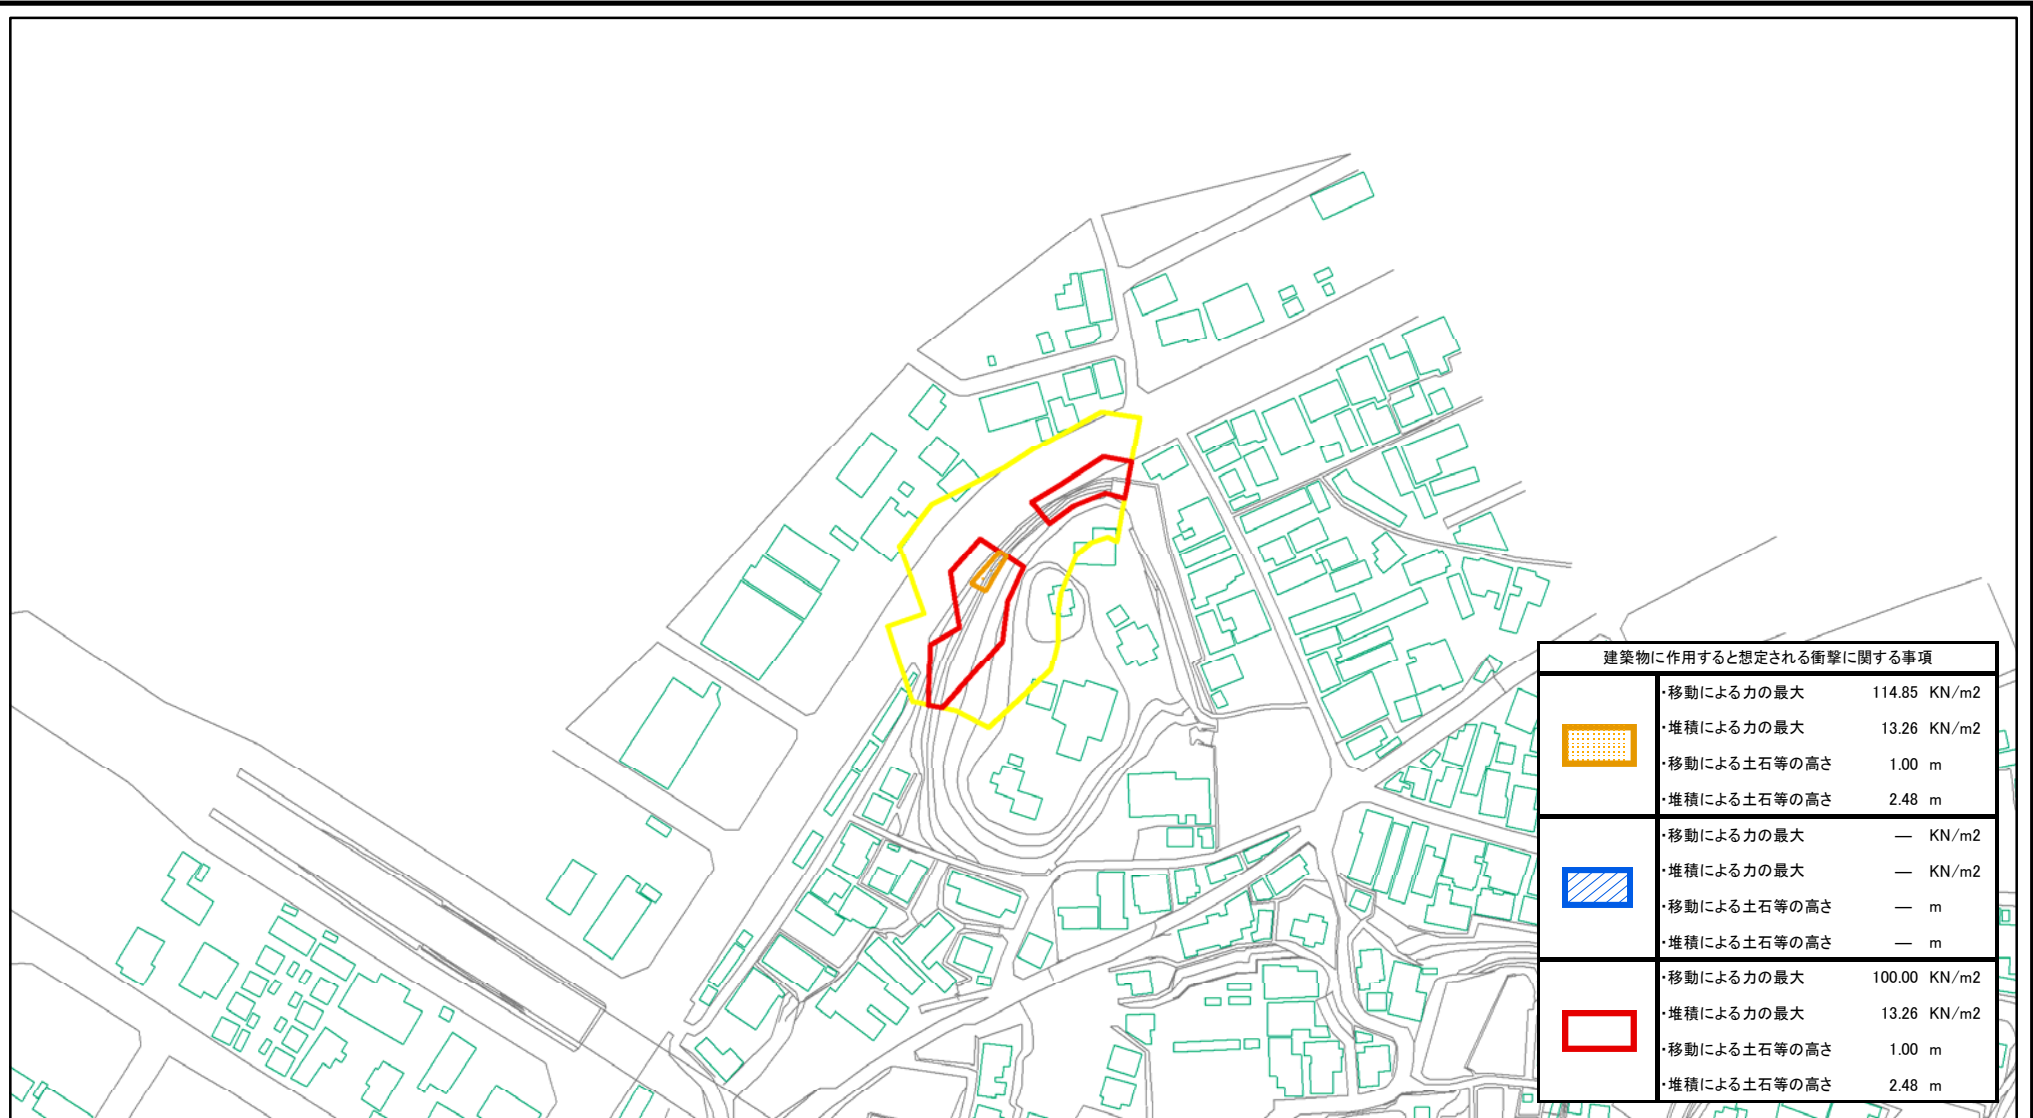 建築物に作用すると想定される衝撃に関する事項
・移動による力の最大 114.85 KN/m2
・堆積による力の最大 13.26 KN/m2
・移動による土石等の高さ 1.00 m
・堆積による土石等の高さ 2.48 m
・移動による力の最大 ― KN/m2
・堆積による力の最大 ― KN/m2
・移動による土石等の高さ ― m
・堆積による土石等の高さ ― m
・移動による力の最大 100.00 KN/m2
・堆積による力の最大 13.26 KN/m2
・移動による土石等の高さ 1.00 m
・堆積による土石等の高さ 2.48 m